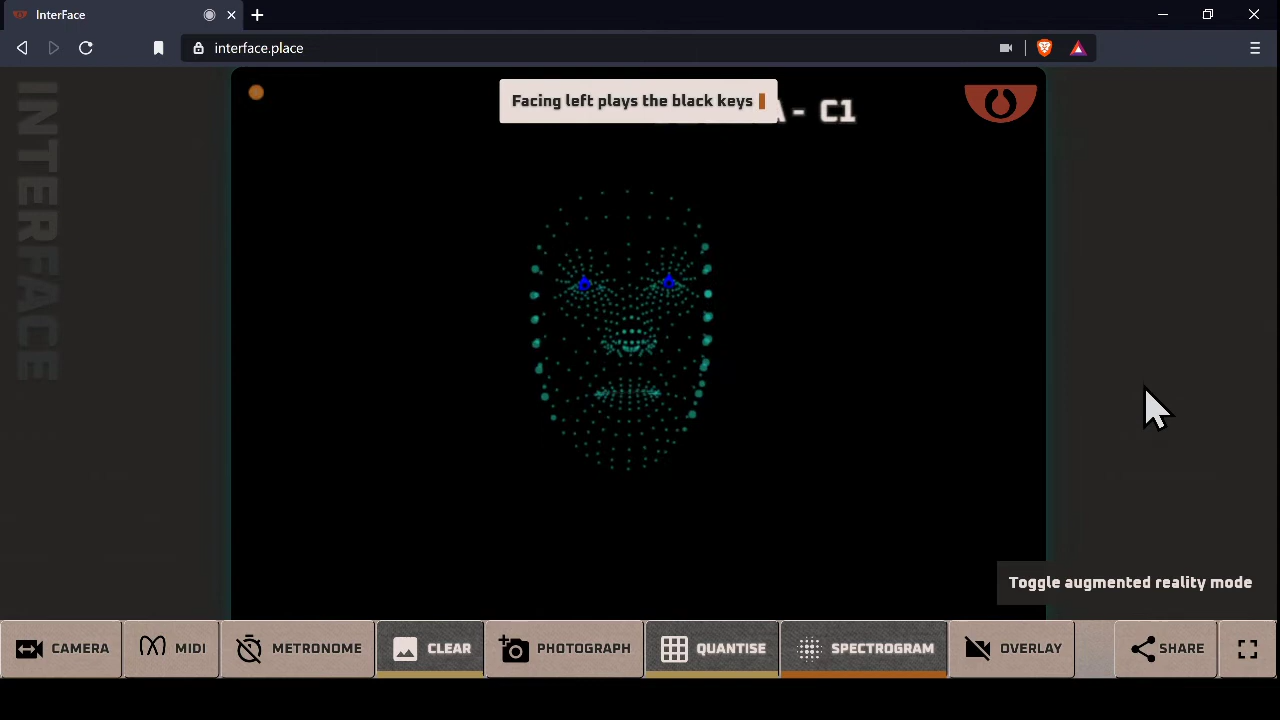 InterFace
interface.place
INTERFACE
Facing left plays the black keys
A - C1
Toggle augmented reality mode
CAMERA
MIDI
METRONOME
CLEAR
PHOTOGRAPH
QUANTISE
SPECTROGRAM
OVERLAY
SHARE